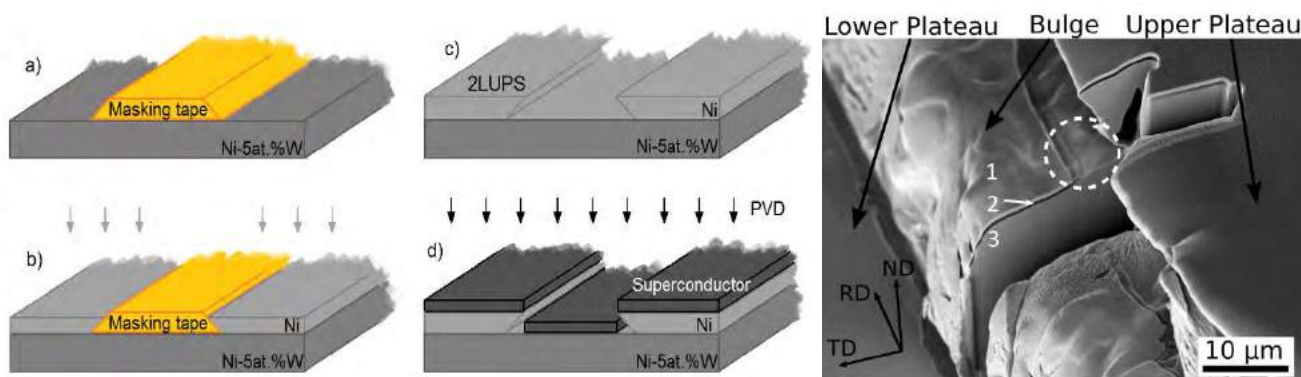 a)
Masking tape
Ni-5at.%W
b)
Masking tape
Ni
Ni-5at.%W
c)
2LUPS
Ni
Ni-5at.%W
PVD
d)
Superconductor
Ni
Ni-5at.%W
Lower Plateau Bulge Upper Plateau
1
2
3
ND
RD
TD
10 μm